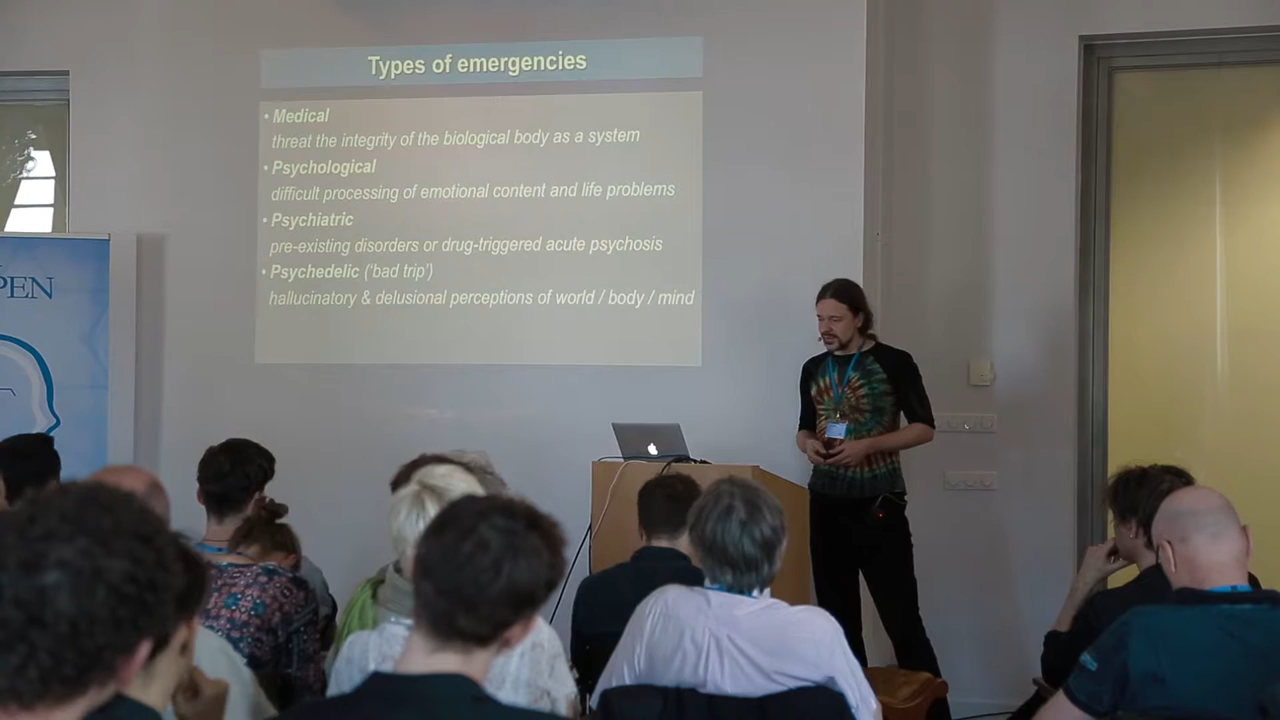 Types of emergencies
• Medical
threat the integrity of the biological body as a system
• Psychological
difficult processing of emotional content and life problems
• Psychiatric
pre-existing disorders or drug-triggered acute psychosis
• Psychedelic ('bad trip')
hallucinatory & delusional perceptions of world / body / mind
PEN